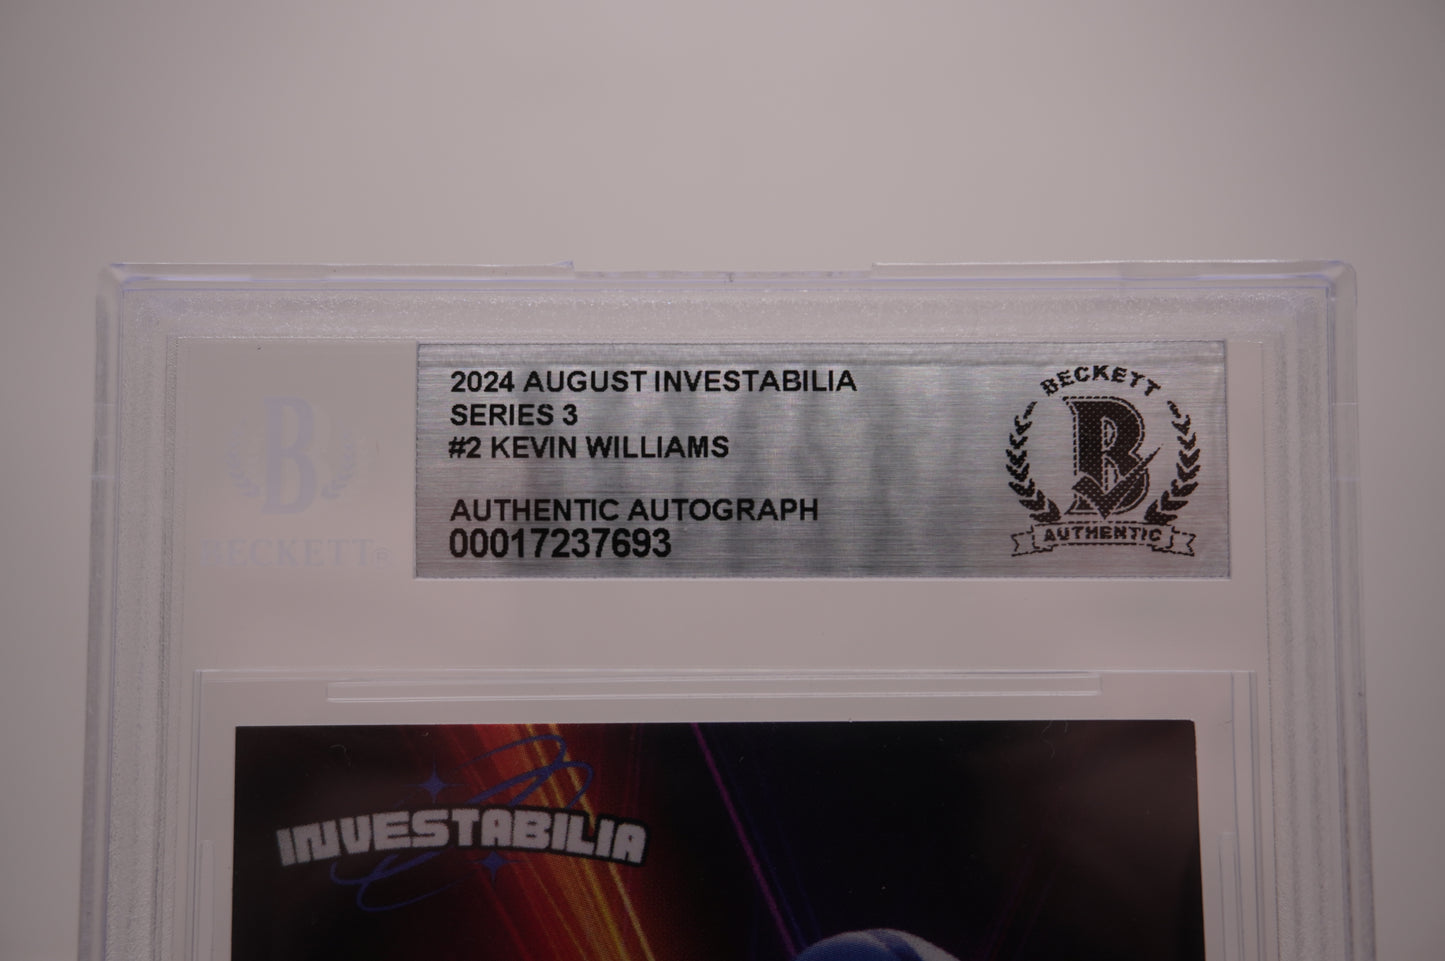 2024 AUGUST INVESTABILIA
SERIES 3
#2 KEVIN WILLIAMS
AUTHENTIC AUTOGRAPH
00017237693
BECKETT
B
AUTHENTIC
B
BECKETT®
INVESTABILIA